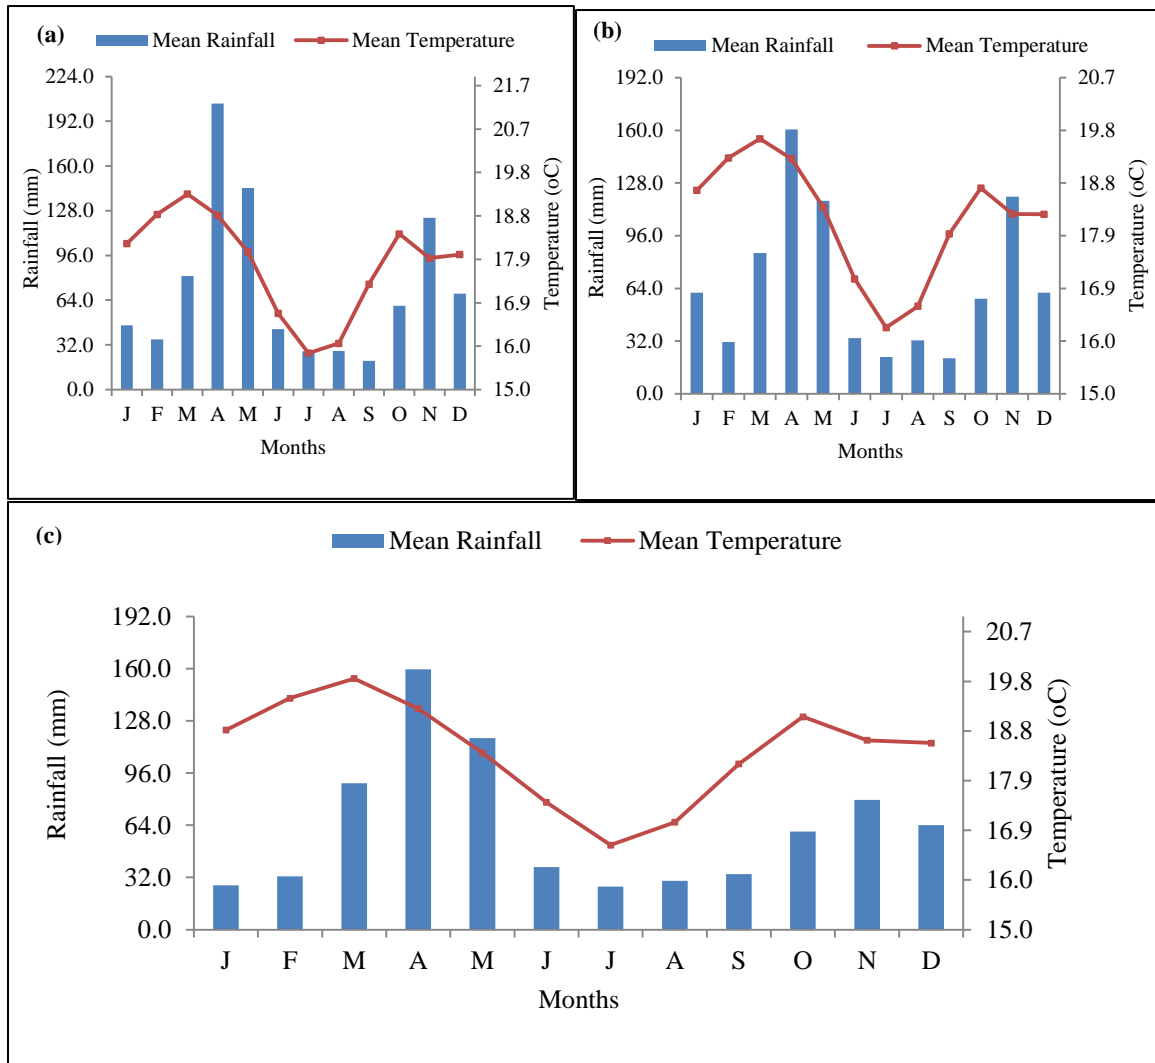 (a)
Mean Rainfall
Mean Temperature
224.0
192.0
160.0
128.0
96.0
64.0
32.0
0.0
Rainfall (mm)
21.7
20.7
19.8
18.8
17.9
16.9
16.0
15.0
Temperature (oC)
J F M A M J J A S O N D
Months
(b)
Mean Rainfall
Mean Temperature
192.0
160.0
128.0
96.0
64.0
32.0
0.0
Rainfall (mm)
20.7
19.8
18.8
17.9
16.9
16.0
15.0
Temperature (oC)
J F M A M J J A S O N D
Months
(c)
Mean Rainfall
Mean Temperature
192.0
160.0
128.0
96.0
64.0
32.0
0.0
Rainfall (mm)
20.7
19.8
18.8
17.9
16.9
16.0
15.0
Temperature (oC)
J F M A M J J A S O N D
Months